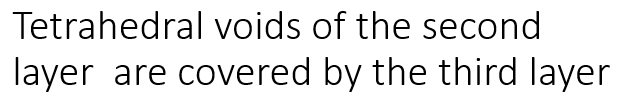 Tetrahedral voids of the second
layer  are covered by the third layer